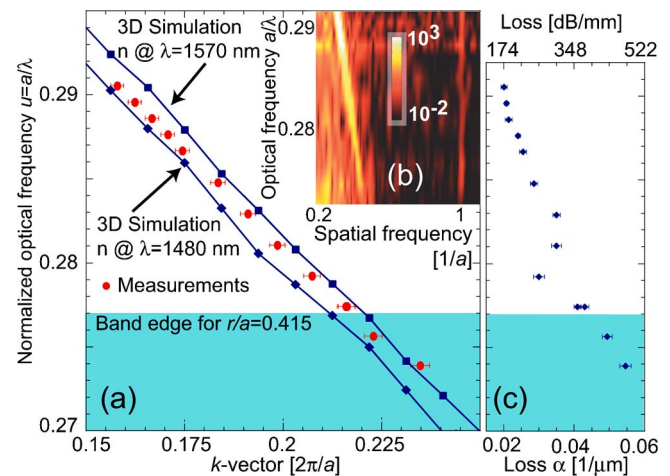 3D Simulation
n @ λ=1570 nm
3D Simulation
n @ λ=1480 nm
Measurements
Band edge for r/a=0.415
(a)
Normalized optical frequency u=a/λ
0.29
0.28
0.27
0.15
0.175
0.2
0.225
k-vector [2π/a]
Optical frequency a/λ
0.29
0.28
10³
10⁻²
(b)
0.2
1
Spatial frequency
[1/a]
Loss [dB/mm]
174
348
522
(c)
0.02
0.04
0.06
Loss α [1/μm]